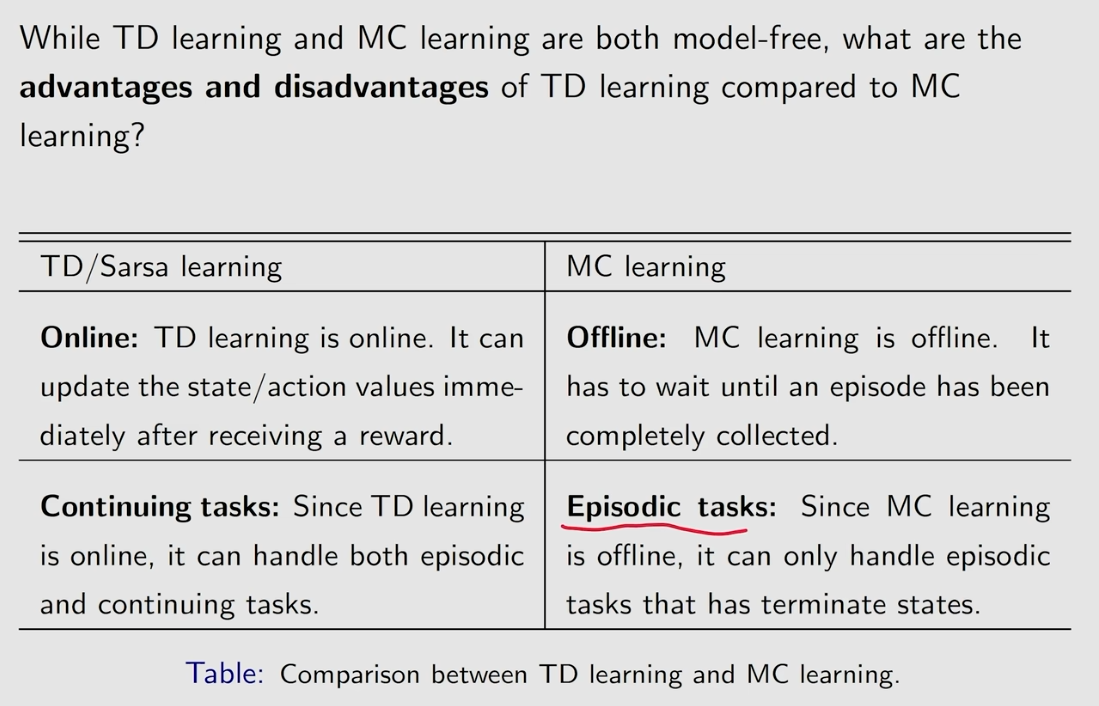 While TD learning and MC learning are both model-free, what are the
advantages and disadvantages of TD learning compared to MC
learning?
TD/Sarsa learning
MC learning
Online: TD learning is online. It can
update the state/action values imme-
diately after receiving a reward.
Offline: MC learning is offline. It
has to wait until an episode has been
completely collected.
Continuing tasks: Since TD learning
is online, it can handle both episodic
and continuing tasks.
Episodic tasks: Since MC learning
is offline, it can only handle episodic
tasks that has terminate states.
Table: Comparison between TD learning and MC learning.